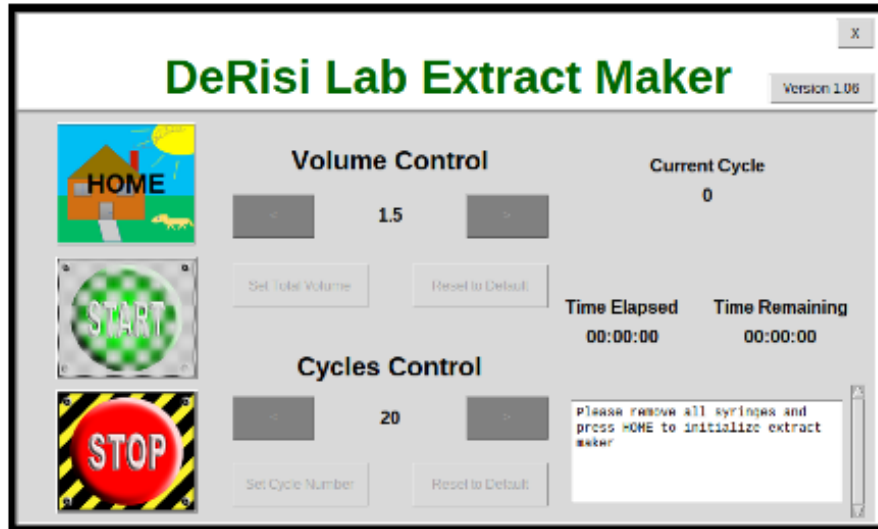 X
DeRisi Lab Extract Maker
Version 1.06
HOME
Volume Control
Current Cycle
0
<
1.5
>
Set Total Volume
Reset to Default
START
Time Elapsed
Time Remaining
00:00:00
00:00:00
Cycles Control
<
20
>
Please remove all syringes and
press HOME to initialize extract
maker
STOP
Set Cycle Number
Reset to Default